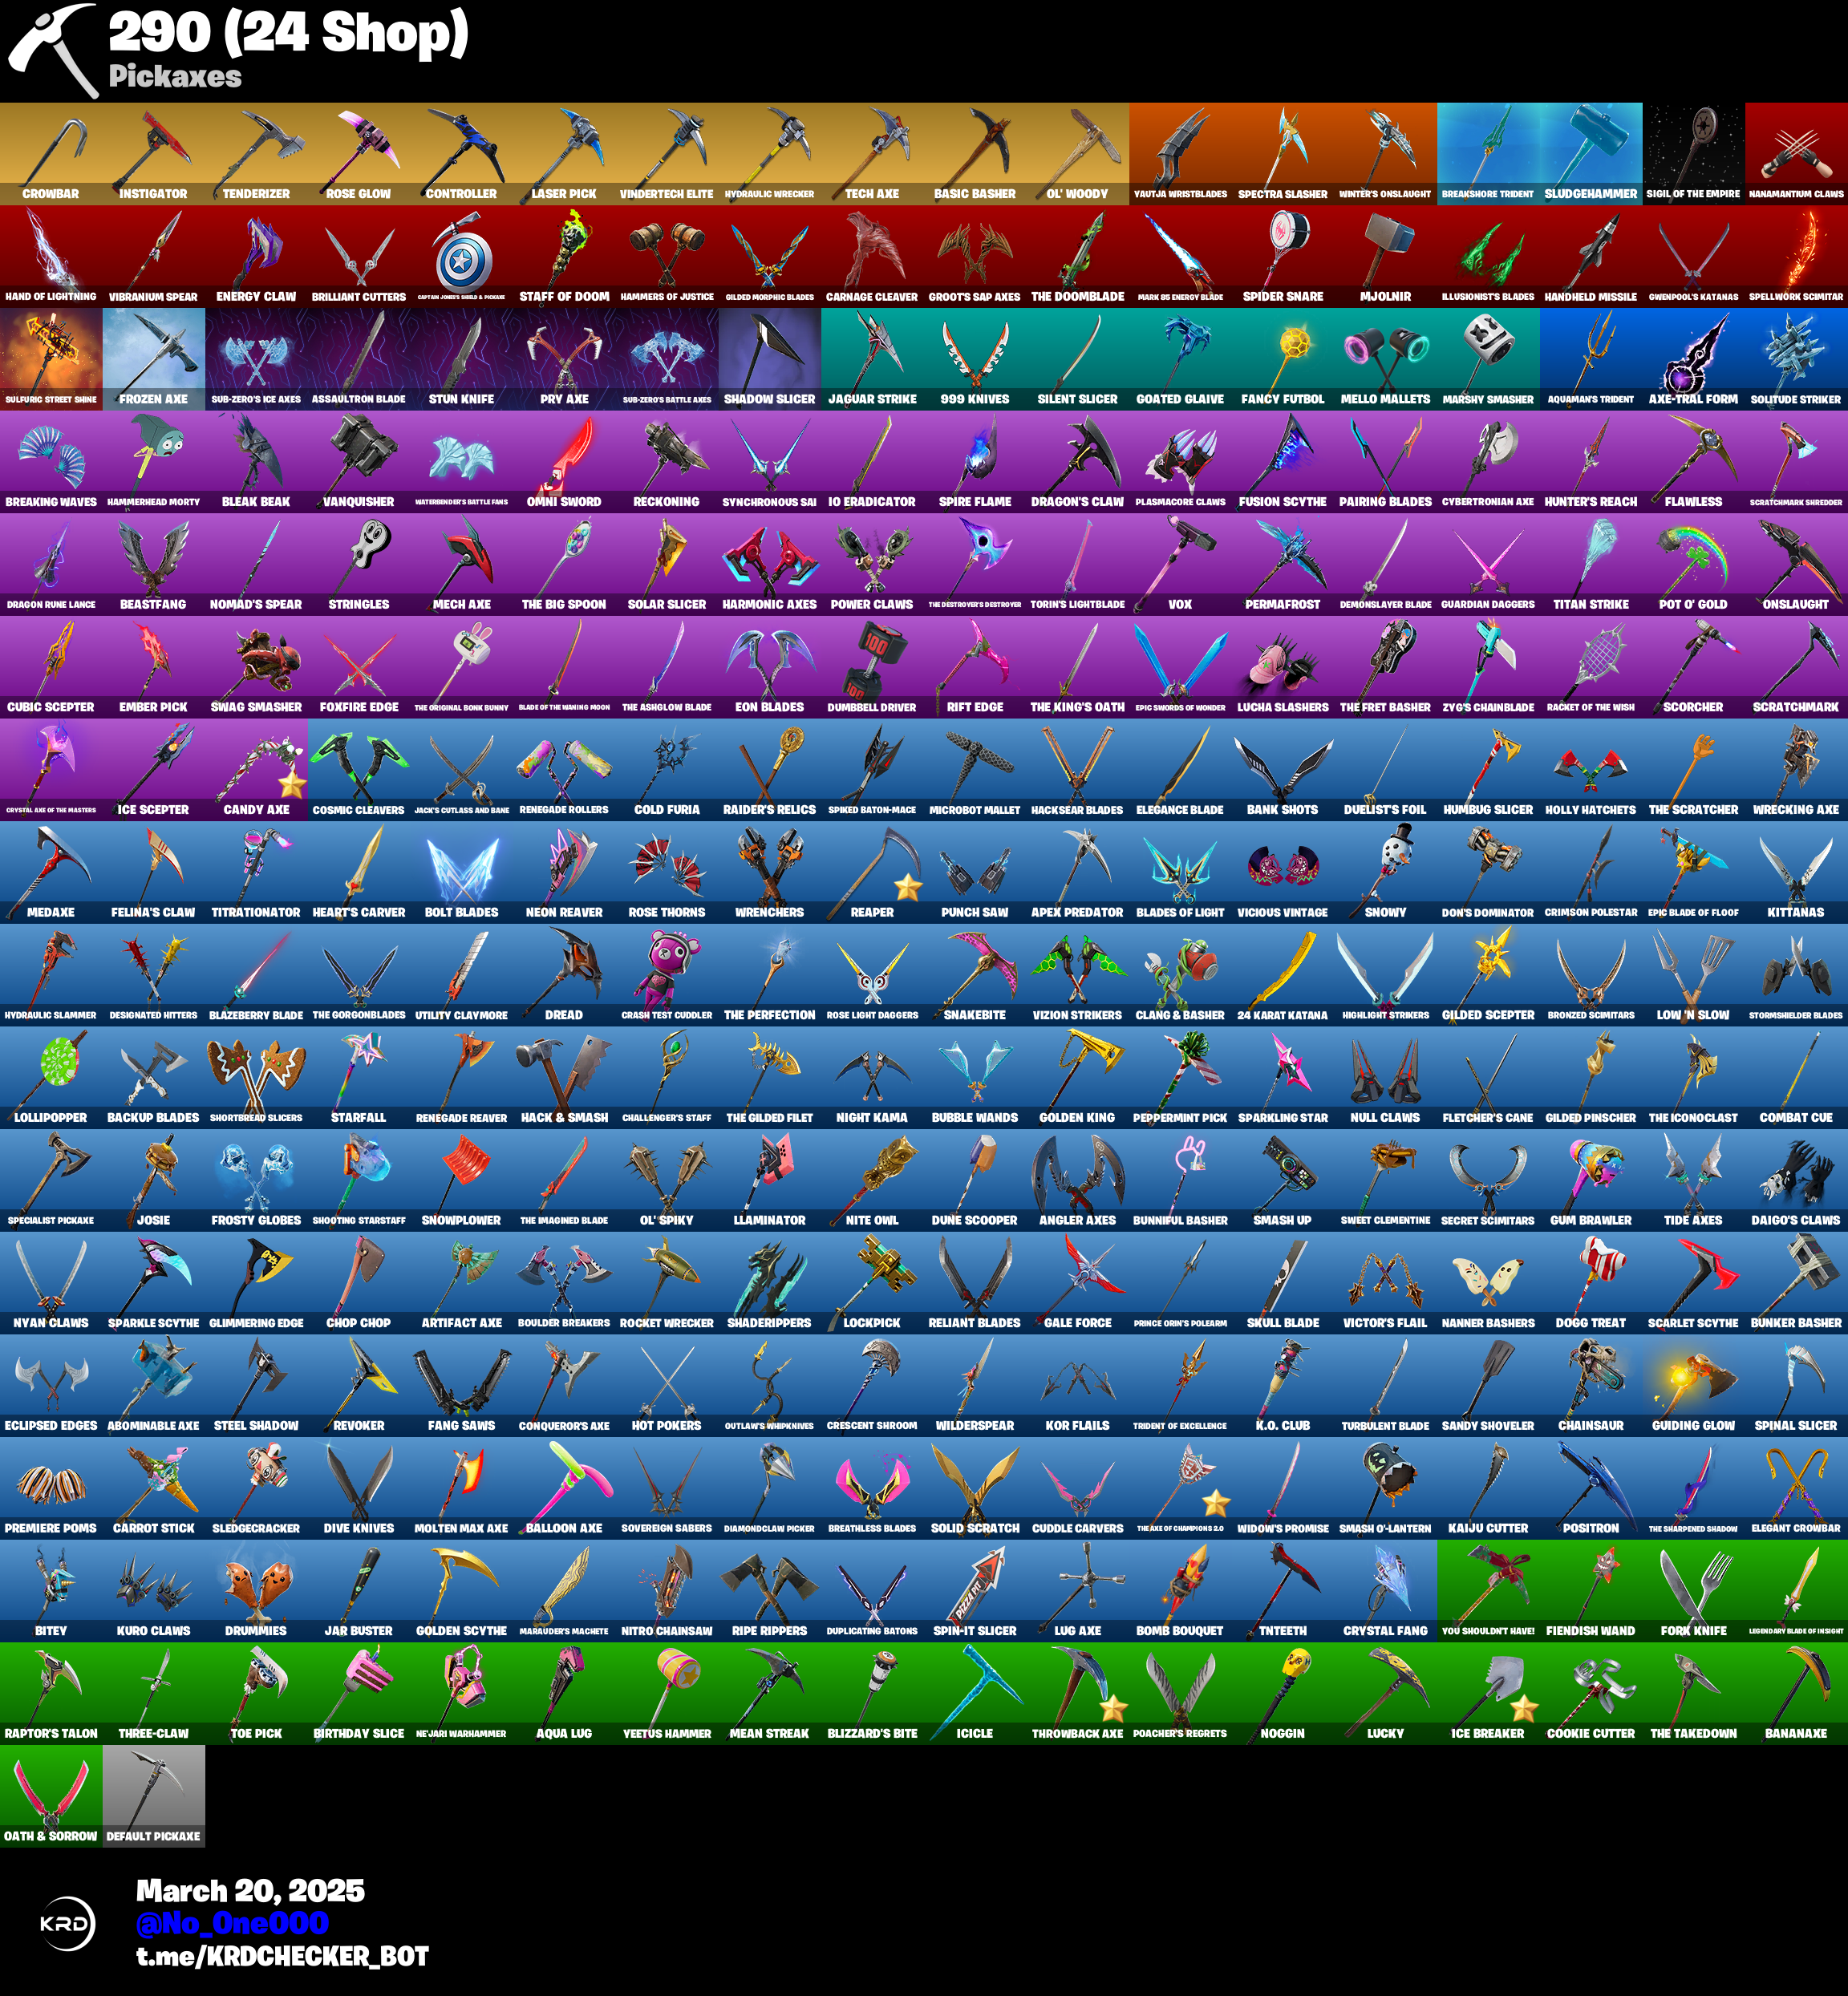 290 (24 Shop)
Pickaxes
CROWBAR INSTIGATOR TENDERIZER ROSE GLOW CONTROLLER LASER PICK VINDERTECH ELITE HYDRAULIC WRECKER TECH AXE BASIC BASHER OL' WOODY YAUTJA WRISTBLADES SPECTRA SLASHER WINTER'S ONSLAUGHT BREAKSHORE TRIDENT SLUDGEHAMMER SIGIL OF THE EMPIRE NANAMANTIUM CLAWS
HAND OF LIGHTNING VIBRANIUM SPEAR ENERGY CLAW BRILLIANT CUTTERS CAPTAIN JONES'S SHIELD & PICKAXE STAFF OF DOOM HAMMERS OF JUSTICE GILDED MORPHIC BLADES CARNAGE CLEAVER GROOT'S SAP AXES THE DOOMBLADE MARK 85 ENERGY BLADE SPIDER SNARE MJOLNIR ILLUSIONIST'S BLADES HANDHELD MISSILE GWENPOOL'S KATANAS SPELLWORK SCIMITAR
SULFURIC STREET SHINE FROZEN AXE SUB-ZERO'S ICE AXES ASSAULTRON BLADE STUN KNIFE PRY AXE SUB-ZERO'S BATTLE AXES SHADOW SLICER JAGUAR STRIKE 999 KNIVES SILENT SLICER GOATED GLAIVE FANCY FUTBOL MELLO MALLETS MARSHY SMASHER AQUAMAN'S TRIDENT AXE-TRAL FORM SOLITUDE STRIKER
BREAKING WAVES HAMMERHEAD MORTY BLEAK BEAK VANQUISHER WATERBENDER'S BATTLE FANS OMNI SWORD RECKONING SYNCHRONOUS SAI IO ERADICATOR SPIRE FLAME DRAGON'S CLAW PLASMACORE CLAWS FUSION SCYTHE PAIRING BLADES CYBERTRONIAN AXE HUNTER'S REACH FLAWLESS SCRATCHMARK SHREDDER
DRAGON RUNE LANCE BEASTFANG NOMAD'S SPEAR STRINGLES MECH AXE THE BIG SPOON SOLAR SLICER HARMONIC AXES POWER CLAWS THE DESTROYER'S DESTROYER TORIN'S LIGHTBLADE VOX PERMAFROST DEMONSLAYER BLADE GUARDIAN DAGGERS TITAN STRIKE POT O' GOLD ONSLAUGHT
CUBIC SCEPTER EMBER PICK SWAG SMASHER FOXFIRE EDGE THE ORIGINAL BONK BUNNY BLADE OF THE WANING MOON THE ASHGLOW BLADE EON BLADES DUMBBELL DRIVER RIFT EDGE THE KING'S OATH EPIC SWORDS OF WONDER LUCHA SLASHERS THE FRET BASHER ZYG'S CHAINBLADE RACKET OF THE WISH SCORCHER SCRATCHMARK
CRYSTAL AXE OF THE MASTERS ICE SCEPTER CANDY AXE COSMIC CLEAVERS JACK'S CUTLASS AND BANE RENEGADE ROLLERS COLD FURIA RAIDER'S RELICS SPIKED BATON-MACE MICROBOT MALLET HACKSEAR BLADES ELEGANCE BLADE BANK SHOTS DUELIST'S FOIL HUMBUG SLICER HOLLY HATCHETS THE SCRATCHER WRECKING AXE
MEDAXE FELINA'S CLAW TITRATIONATOR HEART'S CARVER BOLT BLADES NEON REAVER ROSE THORNS WRENCHERS REAPER PUNCH SAW APEX PREDATOR BLADES OF LIGHT VICIOUS VINTAGE SNOWY DON'S DOMINATOR CRIMSON POLESTAR EPIC BLADE OF FLOOF KITTANAS
HYDRAULIC SLAMMER DESIGNATED HITTERS BLAZEBERRY BLADE THE GORGONBLADES UTILITY CLAYMORE DREAD CRASH TEST CUDDLER THE PERFECTION ROSE LIGHT DAGGERS SNAKEBITE VIZION STRIKERS CLANG & BASHER 24 KARAT KATANA HIGHLIGHT STRIKERS GILDED SCEPTER BRONZED SCIMITARS LOW 'N SLOW STORMSHIELDER BLADES
LOLLIPOPPER BACKUP BLADES SHORTBREAD SLICERS STARFALL RENEGADE REAVER HACK & SMASH CHALLENGER'S STAFF THE GILDED FILET NIGHT KAMA BUBBLE WANDS GOLDEN KING PEPPERMINT PICK SPARKLING STAR NULL CLAWS FLETCHER'S CANE GILDED PINSCHER THE ICONOCLAST COMBAT CUE
SPECIALIST PICKAXE JOSIE FROSTY GLOBES SHOOTING STARSTAFF SNOWPLOWER THE IMAGINED BLADE OL' SPIKY LLAMINATOR NITE OWL DUNE SCOOPER ANGLER AXES BUNNIFUL BASHER SMASH UP SWEET CLEMENTINE SECRET SCIMITARS GUM BRAWLER TIDE AXES DAIGO'S CLAWS
NYAN CLAWS SPARKLE SCYTHE GLIMMERING EDGE CHOP CHOP ARTIFACT AXE BOULDER BREAKERS ROCKET WRECKER SHADERIPPERS LOCKPICK RELIANT BLADES GALE FORCE PRINCE ORIN'S POLEARM SKULL BLADE VICTOR'S FLAIL NANNER BASHERS DOGG TREAT SCARLET SCYTHE BUNKER BASHER
ECLIPSED EDGES ABOMINABLE AXE STEEL SHADOW REVOKER FANG SAWS CONQUEROR'S AXE HOT POKERS OUTLAW'S WHIPKNIVES CRESCENT SHROOM WILDERSPEAR KOR FLAILS TRIDENT OF EXCELLENCE K.O. CLUB TURBULENT BLADE SANDY SHOVELER CHAINSAUR GUIDING GLOW SPINAL SLICER
PREMIERE POMS CARROT STICK SLEDGECRACKER DIVE KNIVES MOLTEN MAX AXE BALLOON AXE SOVEREIGN SABERS DIAMONDCLAW PICKER BREATHLESS BLADES SOLID SCRATCH CUDDLE CARVERS THE AXE OF CHAMPIONS 2.0 WIDOW'S PROMISE SMASH O'-LANTERN KAIJU CUTTER POSITRON THE SHARPENED SHADOW ELEGANT CROWBAR
BITEY KURO CLAWS DRUMMIES JAR BUSTER GOLDEN SCYTHE MARAUDER'S MACHETE NITRO CHAINSAW RIPE RIPPERS DUPLICATING BATONS SPIN-IT SLICER LUG AXE BOMB BOUQUET TNTEETH CRYSTAL FANG YOU SHOULDN'T HAVE! FIENDISH WAND FORK KNIFE LEGENDARY BLADE OF INSIGHT
RAPTOR'S TALON THREE-CLAW TOE PICK BIRTHDAY SLICE NE'JARI WARHAMMER AQUA LUG YEETUS HAMMER MEAN STREAK BLIZZARD'S BITE ICICLE THROWBACK AXE POACHER'S REGRETS NOGGIN LUCKY ICE BREAKER COOKIE CUTTER THE TAKEDOWN BANANAXE
OATH & SORROW DEFAULT PICKAXE
March 20, 2025
KRD
@No_One000
t.me/KRDCHECKER_BOT